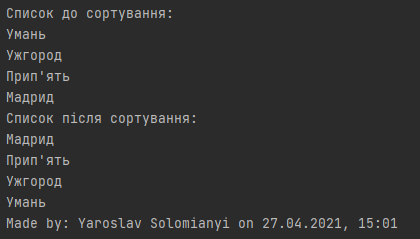 Список до сортування:
Умань
Ужгород
Прип'ять
Мадрид
Список після сортування:
Мадрид
Прип'ять
Ужгород
Умань
Made by: Yaroslav Solomianyi on 27.04.2021, 15:01